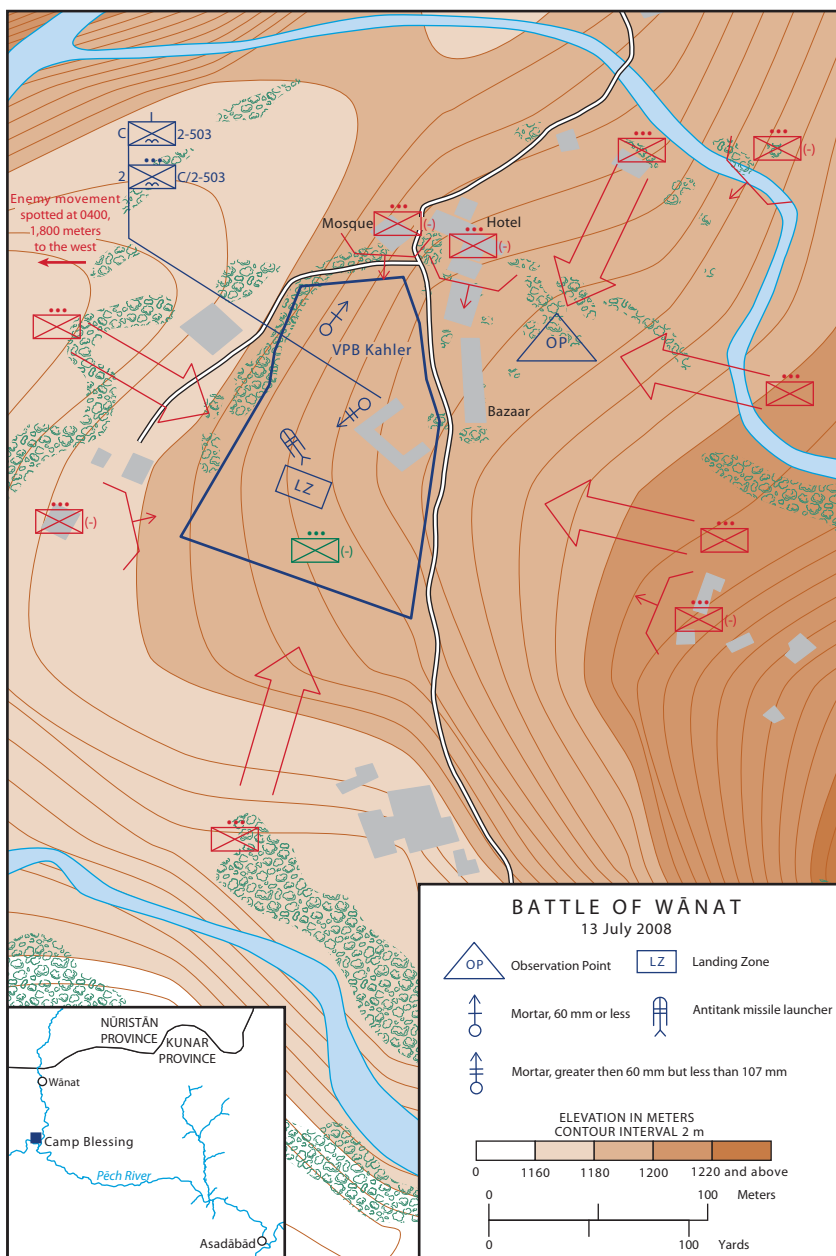 C 2-503
2 C/2-503
Enemy movement
spotted at 0400,
1,800 meters
to the west
Mosque
(-)
Hotel
(-)
(-)
VPB Kahler
OP
Bazaar
LZ
(-)
(-)
(-)
BATTLE OF WĀNAT
13 July 2008
OP Observation Point
LZ Landing Zone
Mortar, 60 mm or less
Antitank missile launcher
Mortar, greater then 60 mm but less than 107 mm
ELEVATION IN METERS
CONTOUR INTERVAL 2 m
0 1160 1180 1200 1220 and above
0 100 Meters
0 100 Yards
NŪRISTĀN
PROVINCE
KUNAR
PROVINCE
Wānat
Camp Blessing
Pēch River
Asadābād